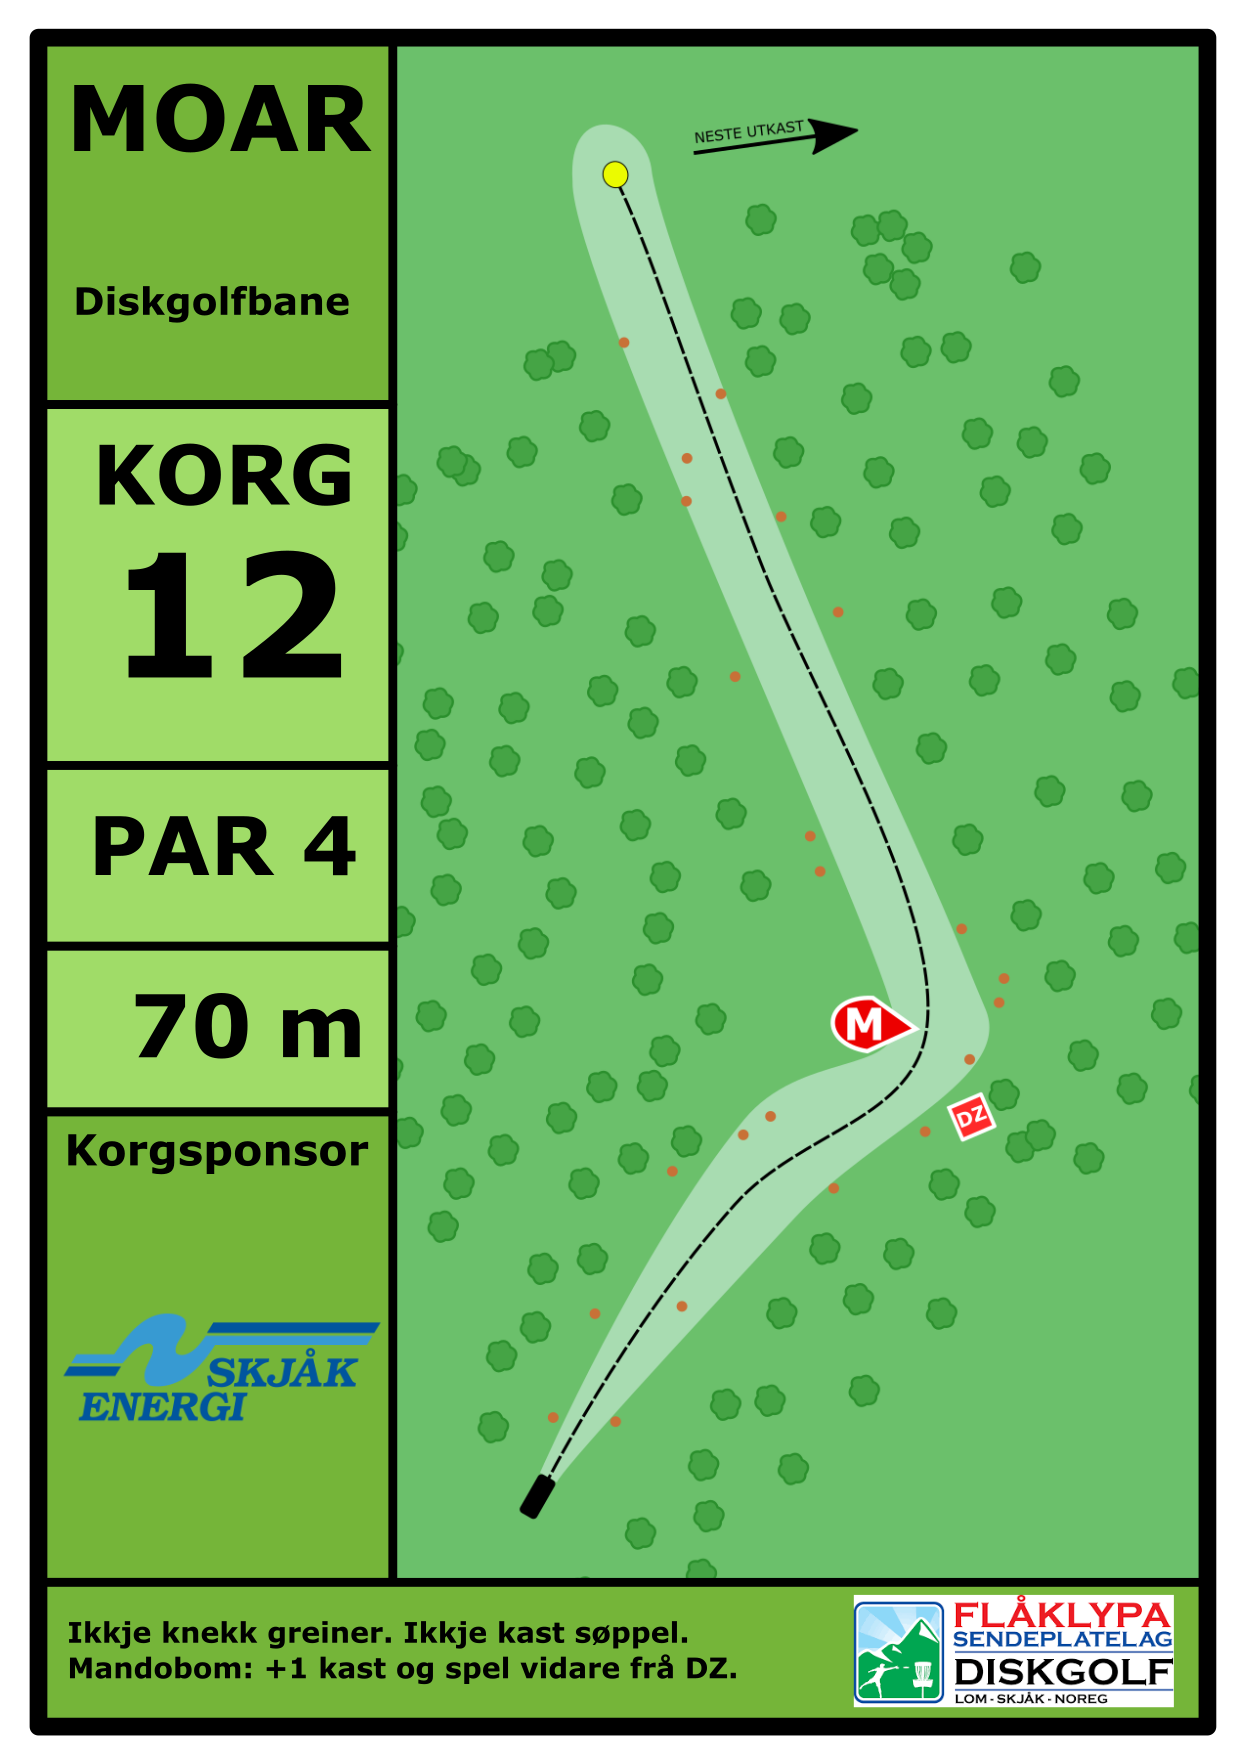 MOAR
Diskgolfbane
KORG
12
PAR 4
70 m
Korgsponsor
SKJÅK
ENERGI
NESTE UTKAST
M
DZ
Ikkje knekk greiner. Ikkje kast søppel.
Mandobom: +1 kast og spel vidare frå DZ.
FLÅKLYPA
SENDEPLATELAG
DISKGOLF
LOM - SKJÅK - NOREG